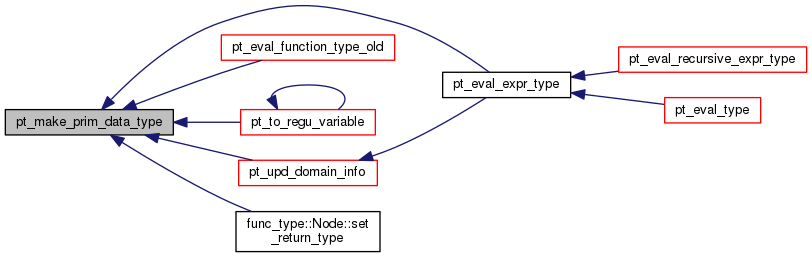 pt_make_prim_data_type
pt_eval_function_type_old
pt_to_regu_variable
pt_upd_domain_info
func_type::Node::set
_return_type
pt_eval_expr_type
pt_eval_recursive_expr_type
pt_eval_type